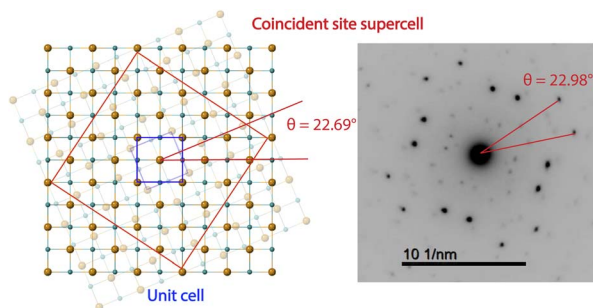 Coincident site supercell
θ = 22.69°
θ = 22.98°
10 1/nm
Unit cell